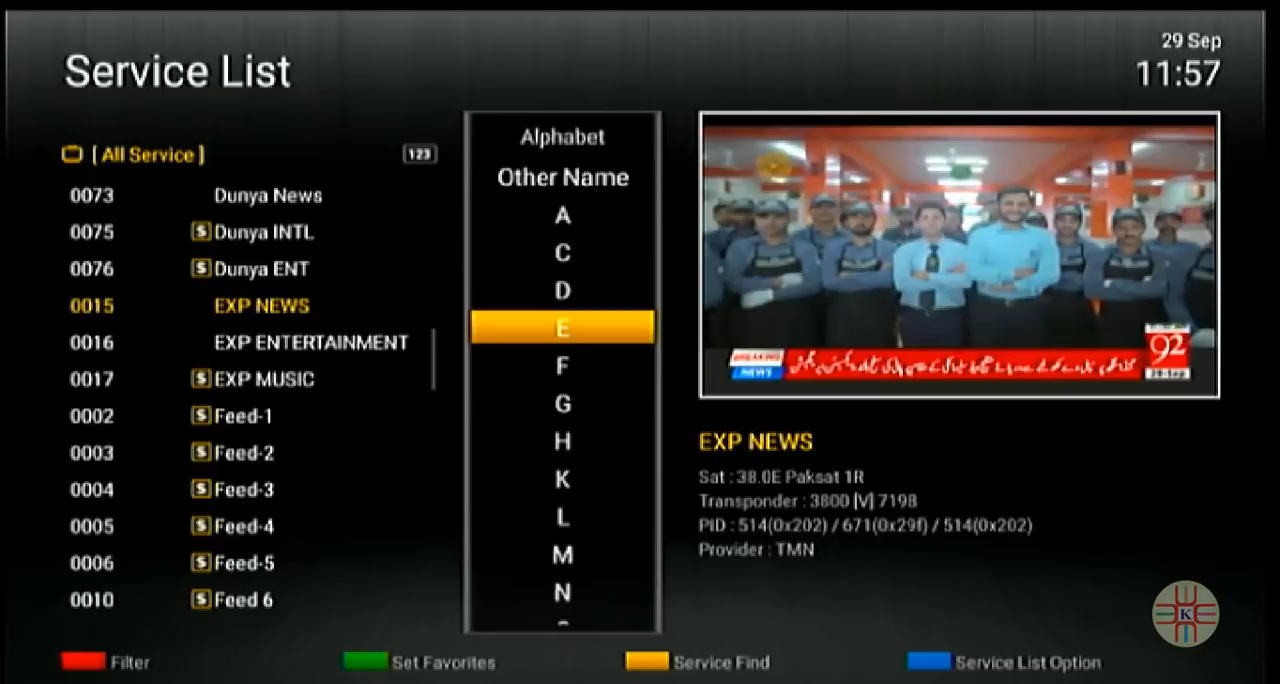 Service List
29 Sep
11:57
[ All Service ]
123
0073 Dunya News
0075 $ Dunya INTL
0076 $ Dunya ENT
0015 EXP NEWS
0016 EXP ENTERTAINMENT
0017 $ EXP MUSIC
0002 $ Feed-1
0003 $ Feed-2
0004 $ Feed-3
0005 $ Feed-4
0006 $ Feed-5
0010 $ Feed 6
Alphabet
Other Name
A
C
D
E
F
G
H
K
L
M
N
BREAKING
NEWS
92
EXP NEWS
Sat : 38.0E Paksat 1R
Transponder : 3800 [V] 7198
PID : 514(0x202) / 671(0x29f) / 514(0x202)
Provider : TMN
K
Filter
Set Favorites
Service Find
Service List Option